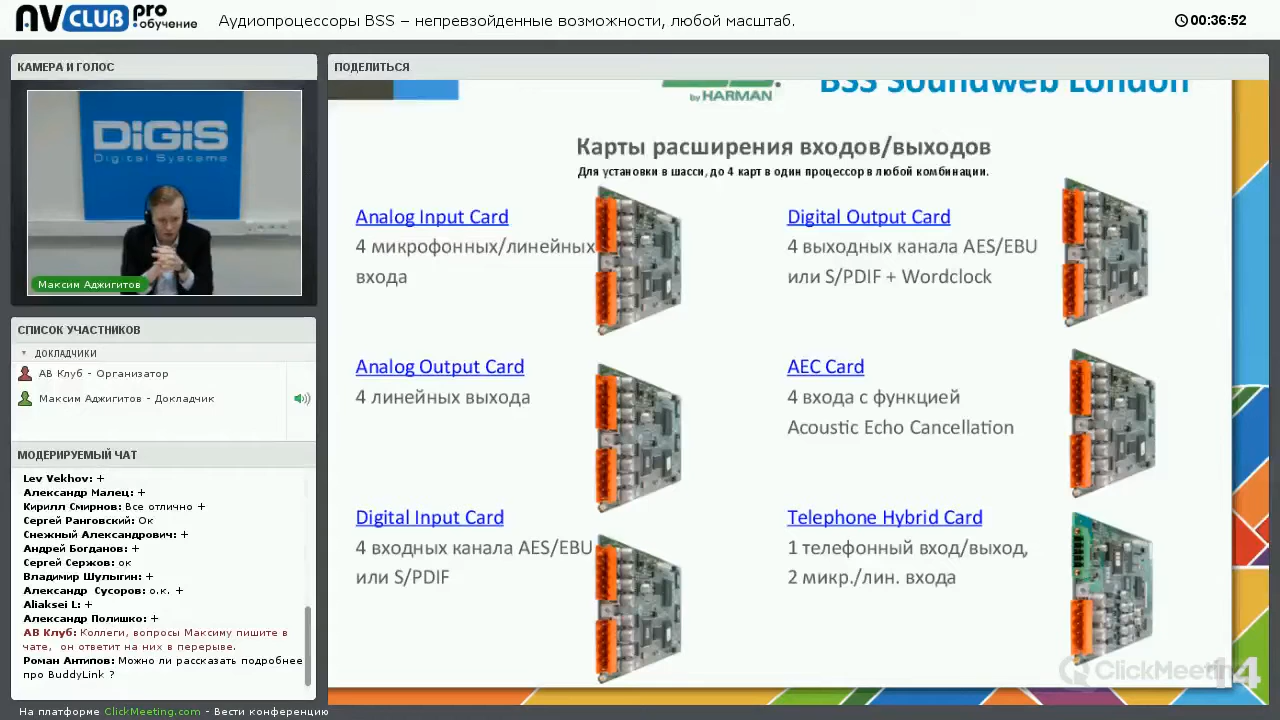 AVCLUB pro
:обучение
Аудиопроцессоры BSS – непревзойденные возможности, любой масштаб.
00:36:52
КАМЕРА И ГОЛОС
DiGiS
Digital Systems
Максим Аджигитов
СПИСОК УЧАСТНИКОВ
ДОКЛАДЧИКИ
АВ Клуб - Организатор
Максим Аджигитов - Докладчик
МОДЕРИРУЕМЫЙ ЧАТ
Lev Vekhov: +
Александр Малец: +
Кирилл Смирнов: Все отлично +
Сергей Ранговский: Ок
Снежный Александрович: +
Андрей Богданов: +
Сергей Сержов: ок
Владимир Шулыгин: +
Александр Сусоров: о.к. +
Aliaksei L: +
Александр Полишко: +
АВ Клуб: Коллеги, вопросы Максиму пишите в
чате, он ответит на них в перерыве.
Роман Антипов: Можно ли рассказать подробнее
про BuddyLink ?
На платформе ClickMeeting.com - Вести конференцию
ПОДЕЛИТЬСЯ
by HARMAN
BSS Soundweb London
Карты расширения входов/выходов
Для установки в шасси, до 4 карт в один процессор в любой комбинации.
Analog Input Card
4 микрофонных/линейных
входа
Analog Output Card
4 линейных выхода
Digital Input Card
4 входных канала AES/EBU
или S/PDIF
Digital Output Card
4 выходных канала AES/EBU
или S/PDIF + Wordclock
AEC Card
4 входа с функцией
Acoustic Echo Cancellation
Telephone Hybrid Card
1 телефонный вход/выход,
2 микр./лин. входа
ClickMeeting
14